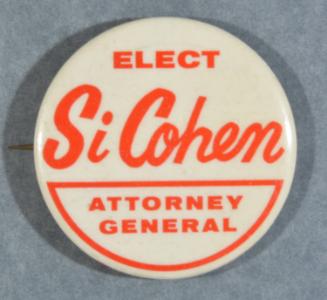 ELECT
Si Cohen
ATTORNEY
GENERAL